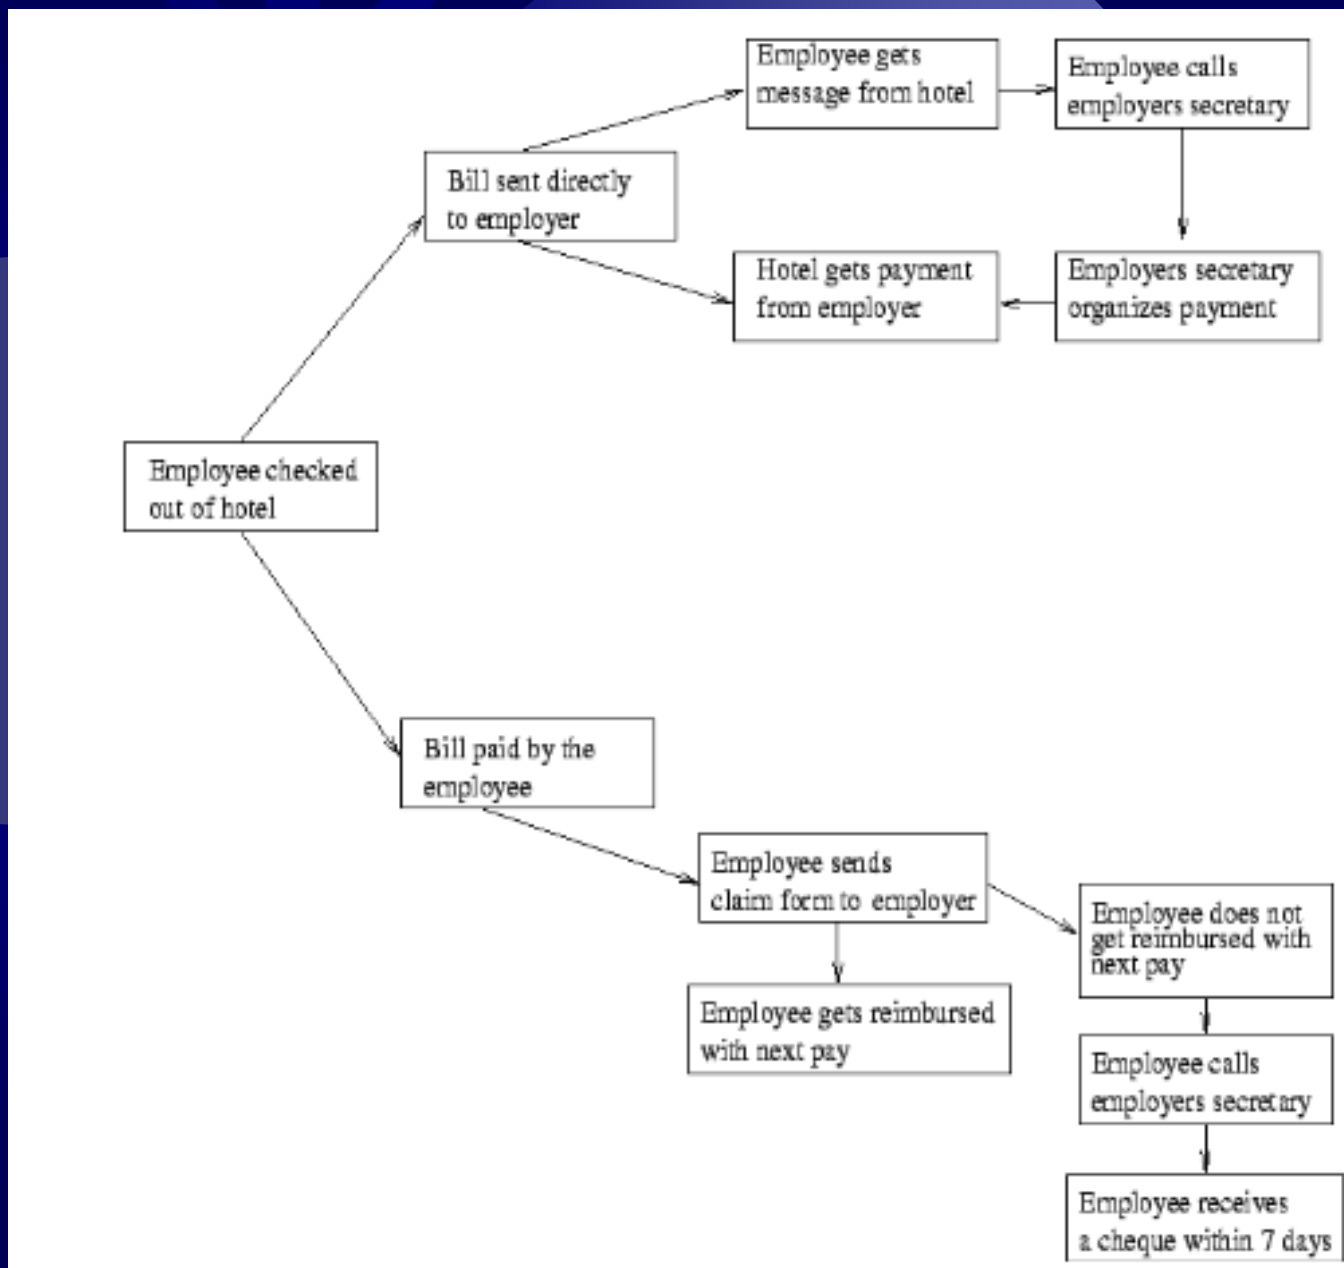 Employee gets
message from hotel
Employee calls
employers secretary
Bill sent directly
to employer
Hotel gets payment
from employer
Employers secretary
organizes payment
Employee checked
out of hotel
Bill paid by the
employee
Employee sends
claim form to employer
Employee does not
get reimbursed with
next pay
Employee gets reimbursed
with next pay
Employee calls
employers secretary
Employee receives
a cheque within 7 days